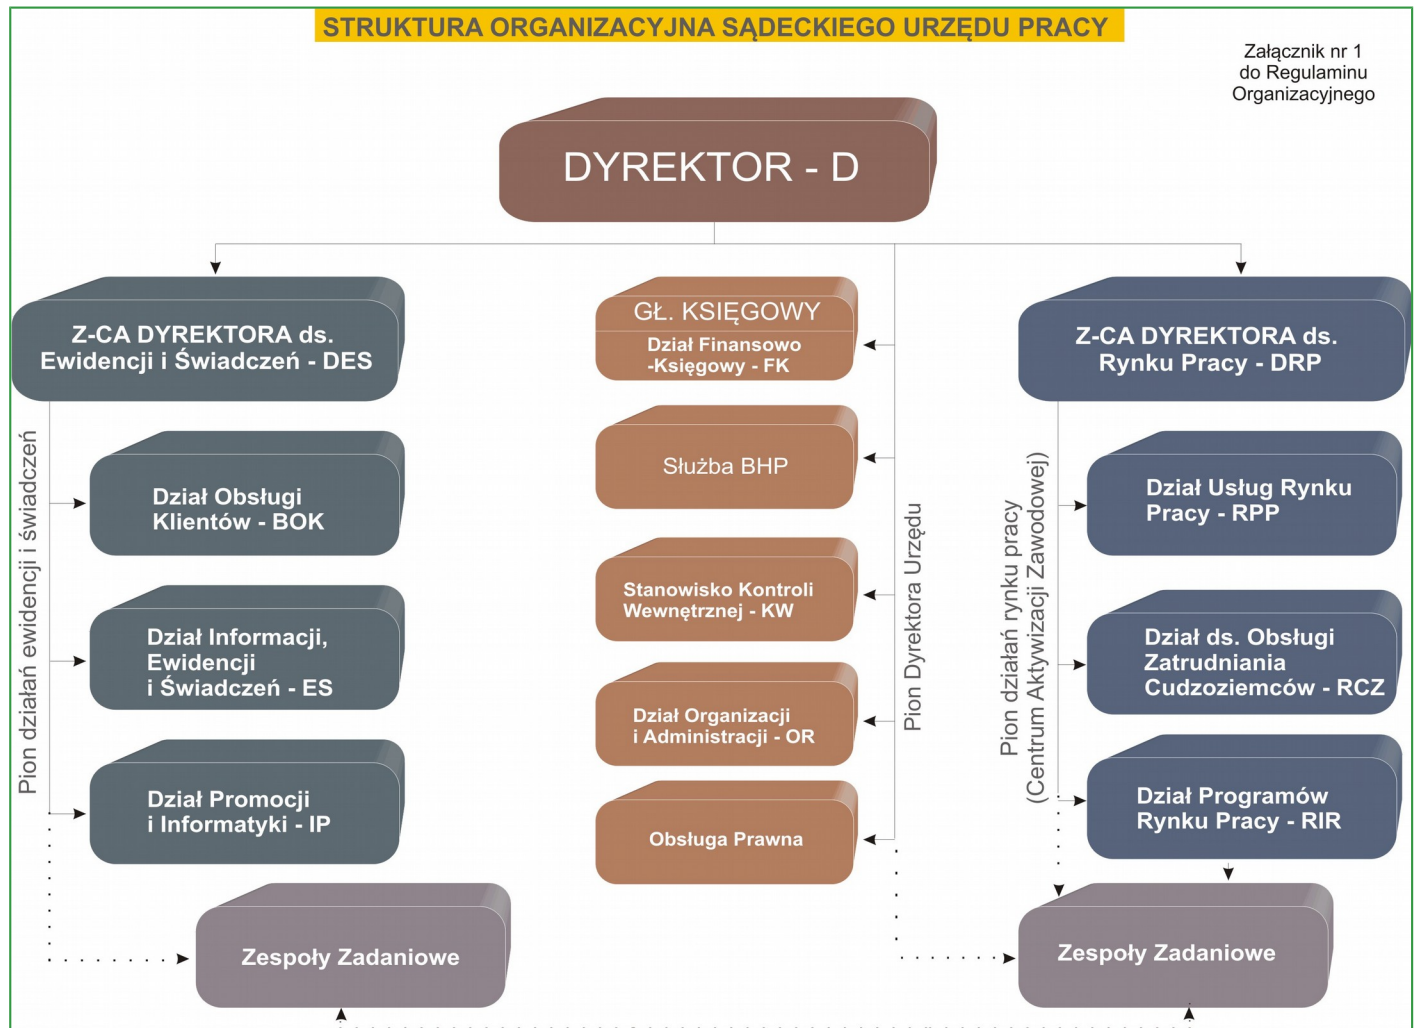 STRUKTURA ORGANIZACYJNA SĄDECKIEGO URZĘDU PRACY
Załącznik nr 1
do Regulaminu
Organizacyjnego
DYREKTOR - D
Z-CA DYREKTORA ds.
Ewidencji i Świadczeń - DES
Pion działań ewidencji i świadczeń
Dział Obsługi
Klientów - BOK
Dział Informacji,
Ewidencji
i Świadczeń - ES
Dział Promocji
i Informatyki - IP
Zespoły Zadaniowe
GŁ. KSIĘGOWY
Dział Finansowo
-Księgowy - FK
Służba BHP
Stanowisko Kontroli
Wewnętrznej - KW
Dział Organizacji
i Administracji - OR
Obsługa Prawna
Pion Dyrektora Urzędu
Z-CA DYREKTORA ds.
Rynku Pracy - DRP
Pion działań rynku pracy
(Centrum Aktywizacji Zawodowej)
Dział Usług Rynku
Pracy - RPP
Dział ds. Obsługi
Zatrudniania
Cudzoziemców - RCZ
Dział Programów
Rynku Pracy - RIR
Zespoły Zadaniowe